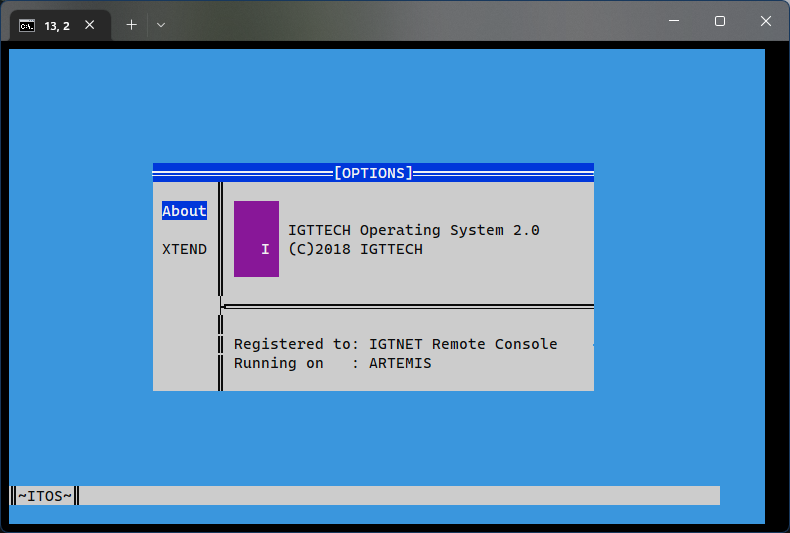 13, 2
[OPTIONS]
About
XTEND
I
IGTTECH Operating System 2.0
(C)2018 IGTTECH
Registered to: IGTNET Remote Console
Running on   : ARTEMIS
~ITOS~